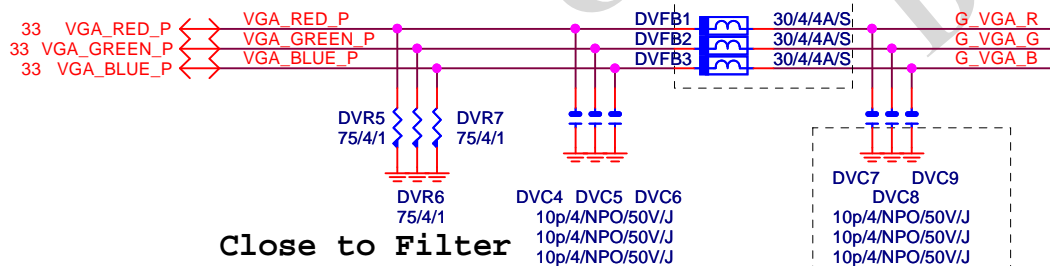 33 VGA_RED_P VGA_RED_P DVFB1 30/4/4A/S G_VGA_R
33 VGA_GREEN_P VGA_GREEN_P DVFB2 30/4/4A/S G_VGA_G
33 VGA_BLUE_P VGA_BLUE_P DVFB3 30/4/4A/S G_VGA_B
DVR5 DVR7
75/4/1 75/4/1
DVC7 DVC9
DVR6 DVC4 DVC5 DVC6 DVC8
75/4/1 10p/4/NPO/50V/J 10p/4/NPO/50V/J
Close to Filter 10p/4/NPO/50V/J 10p/4/NPO/50V/J
10p/4/NPO/50V/J 10p/4/NPO/50V/J